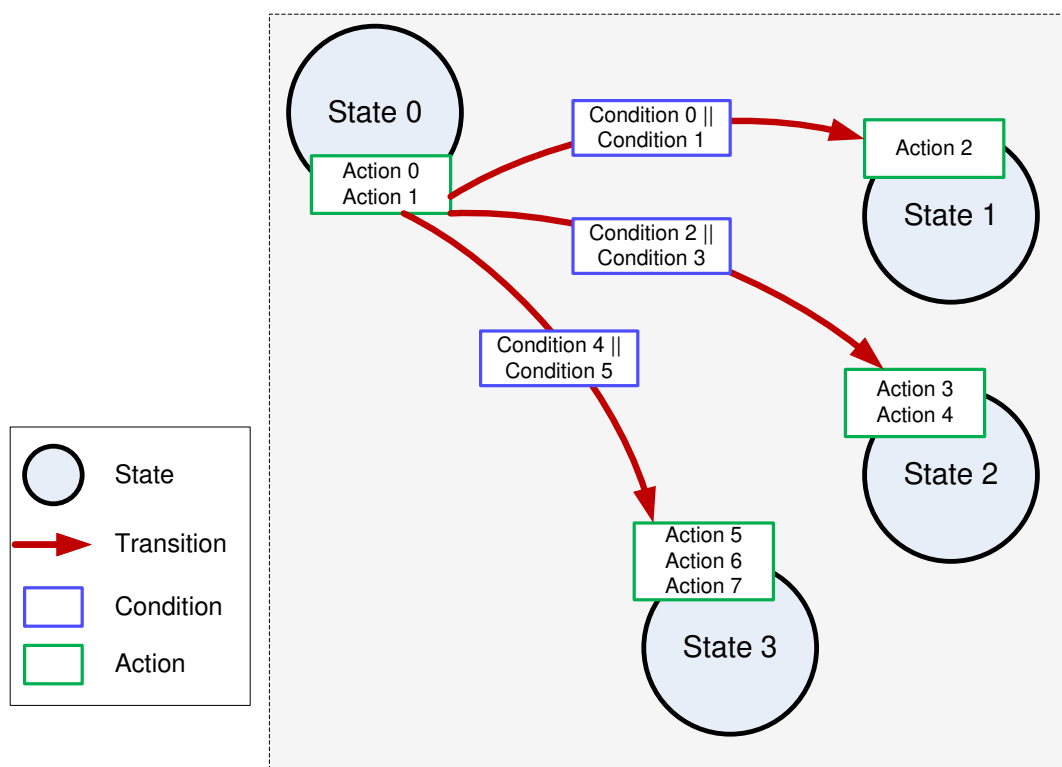 State 0
Action 0
Action 1
Condition 0 ||
Condition 1
Action 2
State 1
Condition 2 ||
Condition 3
Condition 4 ||
Condition 5
Action 3
Action 4
State 2
Action 5
Action 6
Action 7
State 3
State
Transition
Condition
Action